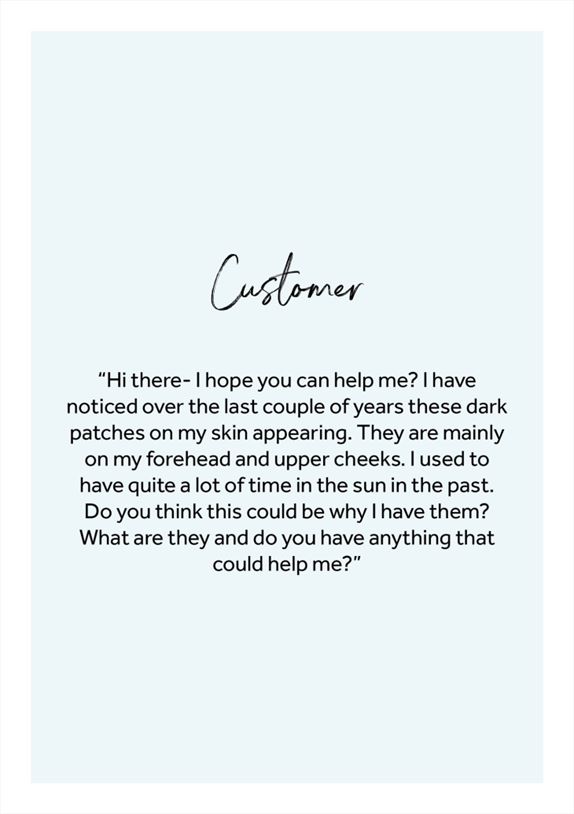 Customer
“Hi there- I hope you can help me? I have
noticed over the last couple of years these dark
patches on my skin appearing. They are mainly
on my forehead and upper cheeks. I used to
have quite a lot of time in the sun in the past.
Do you think this could be why I have them?
What are they and do you have anything that
could help me?”